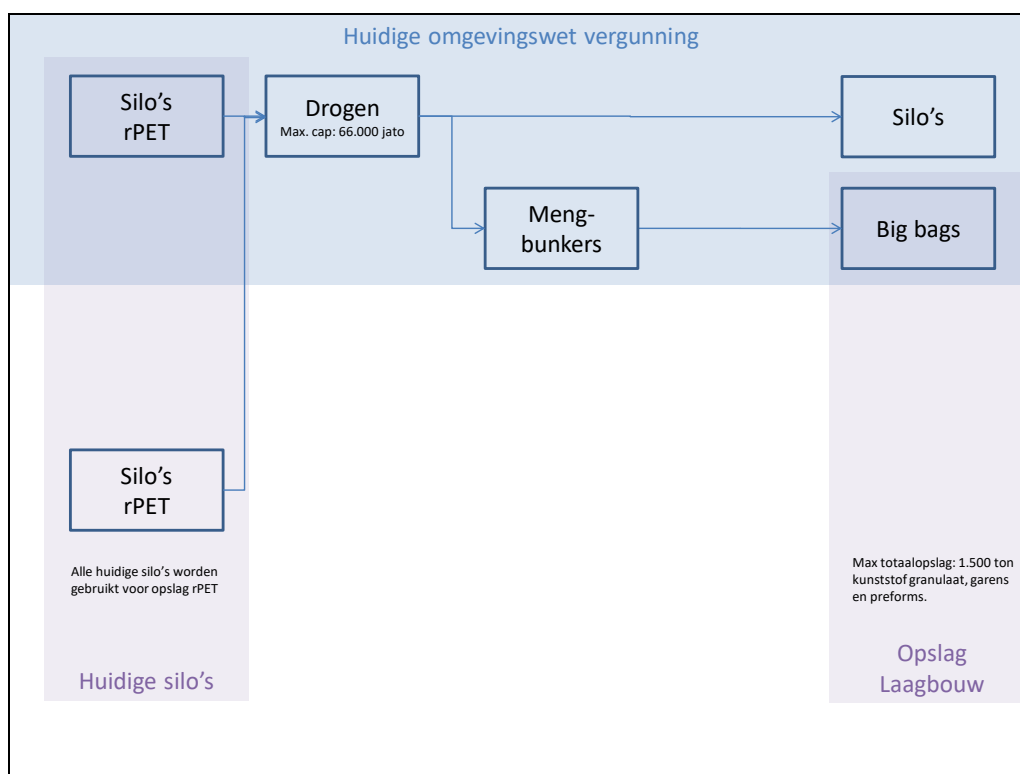 Huidige omgevingswet vergunning
Silo's
rPET
Drogen
Max. cap: 66.000 jato
Silo's
Meng-
bunkers
Big bags
Silo's
rPET
Alle huidige silo's worden
gebruikt voor opslag rPET
Max totaalopslag: 1.500 ton
kunststof granulaat, garens
en preforms.
Huidige silo's
Opslag
Laagbouw